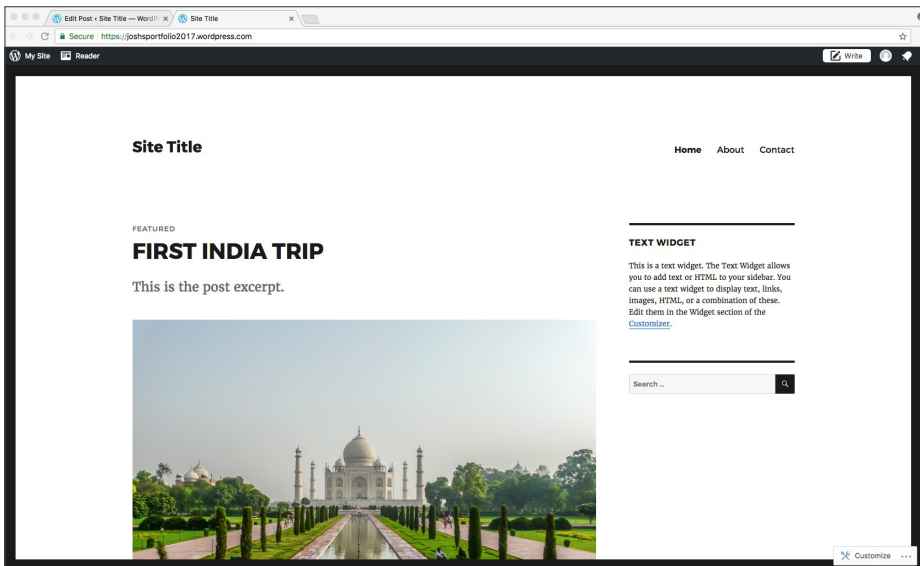 Edit Post ‹ Site Title — WordPr
Site Title
Secure https://joshsportfolio2017.wordpress.com
My Site Reader Write
Site Title
Home About Contact
FEATURED
FIRST INDIA TRIP
This is the post excerpt.
TEXT WIDGET
This is a text widget. The Text Widget allows
you to add text or HTML to your sidebar. You
can use a text widget to display text, links,
images, HTML, or a combination of these.
Edit them in the Widget section of the
Customizer.
Search …
Customize